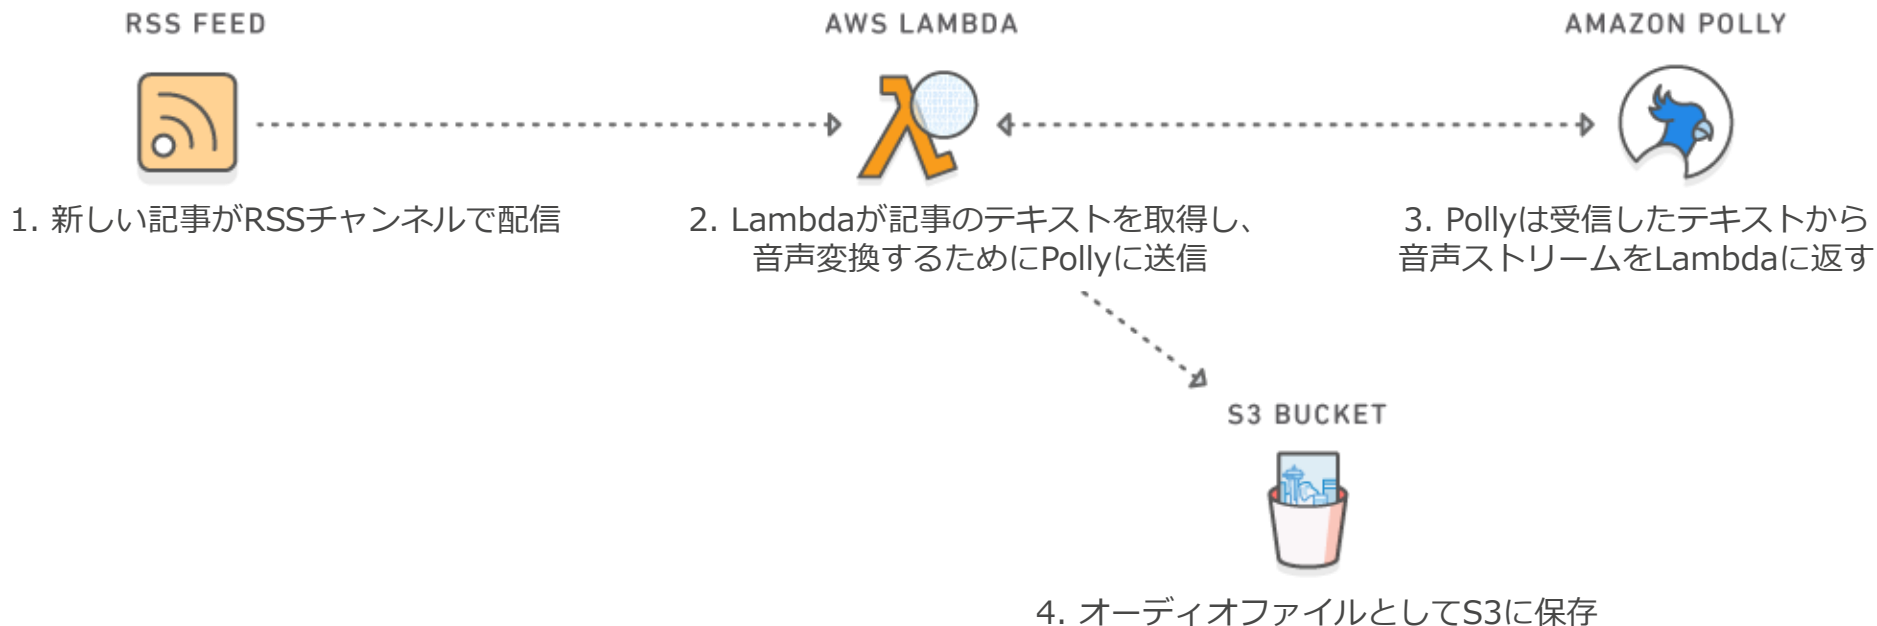 RSS FEED
AWS LAMBDA
AMAZON POLLY
1. 新しい記事がRSSチャンネルで配信
2. Lambdaが記事のテキストを取得し、
音声変換するためにPollyに送信
3. Pollyは受信したテキストから
音声ストリームをLambdaに返す
S3 BUCKET
4. オーディオファイルとしてS3に保存